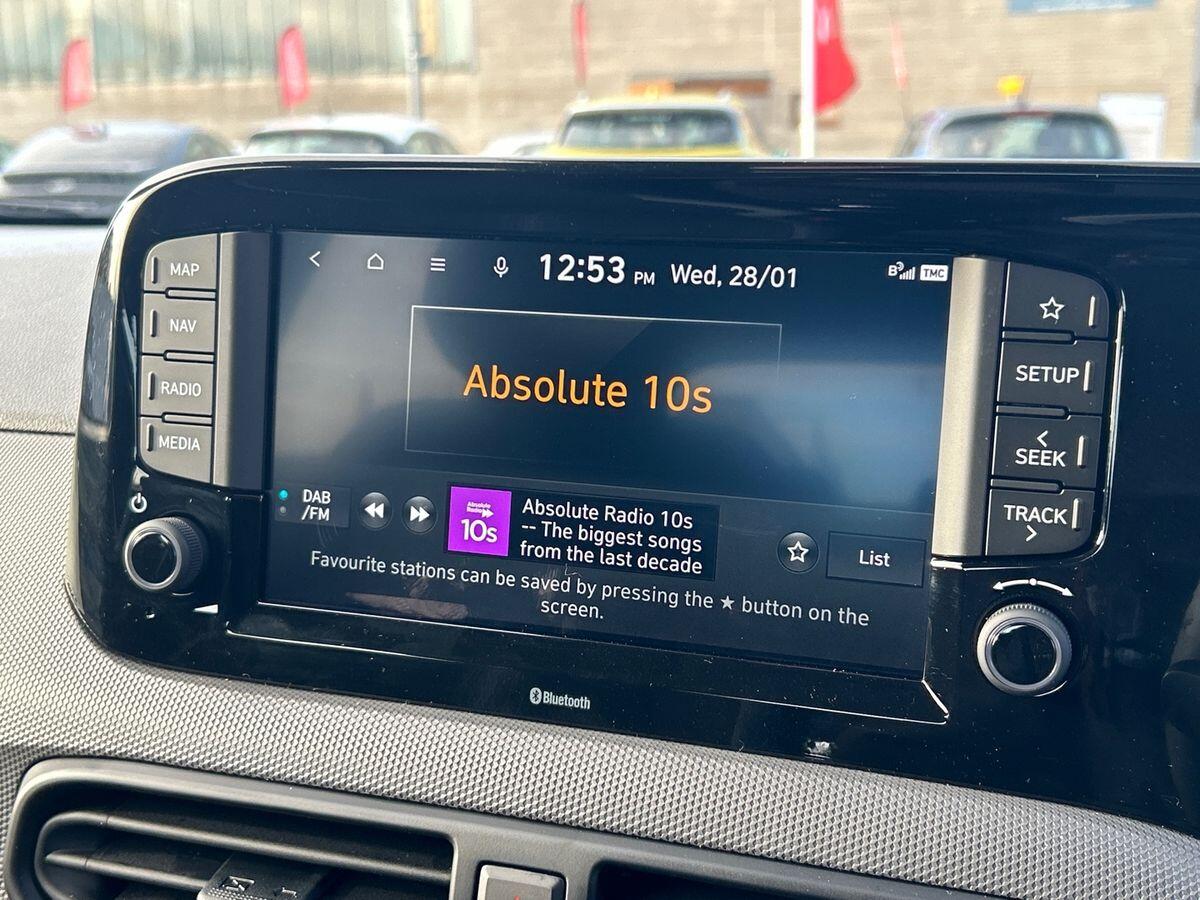 12:53 PM Wed, 28/01
B TMC
MAP
NAV
RADIO
MEDIA
SETUP
< SEEK
TRACK >
Absolute 10s
DAB
/FM
Absolute
Radio
10s
Absolute Radio 10s
-- The biggest songs
from the last decade
List
Favourite stations can be saved by pressing the ★ button on the
screen.
Bluetooth